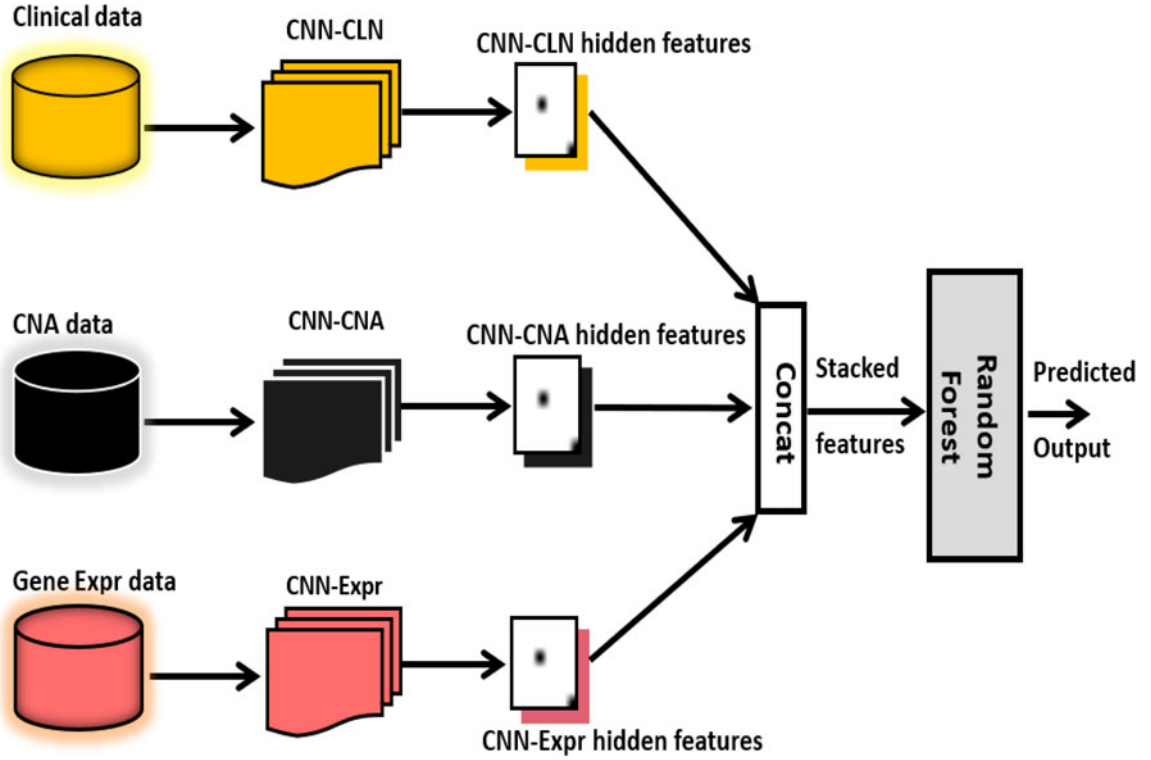 Clinical data
CNN-CLN
CNN-CLN hidden features
CNA data
CNN-CNA
CNN-CNA hidden features
Concat
Stacked
features
Random
Forest
Predicted
Output
Gene Expr data
CNN-Expr
CNN-Expr hidden features